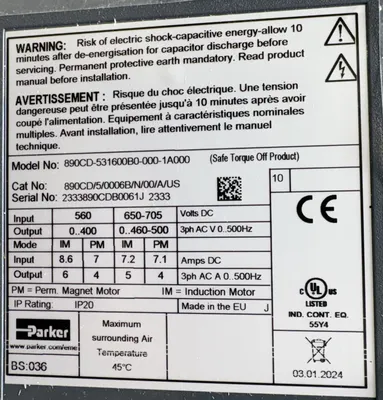 WARNING: Risk of electric shock-capacitive energy-allow 10
minutes after de-energisation for capacitor discharge before
servicing. Permanent protective earth mandatory. Read product
manual before installation.
AVERTISSEMENT : Risque du choc électrique. Une tension
dangereuse peut être présentée jusqu'à 10 minutes après avoir
coupé l'alimentation. Equipement à caractéristiques nominales
multiples. Avant installation, lire attentivement le manuel
technique.
Model No: 890CD-531600B0-000-1A000 (Safe Torque Off Product)
Cat No: 890CD/5/0006B/N/00/A/US
Serial No: 2333890CDB0061J 2333
10
Input 560 650-705 Volts DC
Output 0..400 0..460-500 3ph AC V 0..500Hz
Mode IM PM IM PM
Input 8.6 7 7.2 7.1 Amps DC
Output 6 4 5 4 3ph AC A 0..500Hz
PM = Perm. Magnet Motor IM = Induction Motor
IP Rating: IP20 Made in the EU J
CE
c UL US
LISTED
IND. CONT. EQ.
55Y4
Parker
www.parker.com/eme
BS:036
Maximum
surrounding Air
Temperature
45°C
03.01.2024